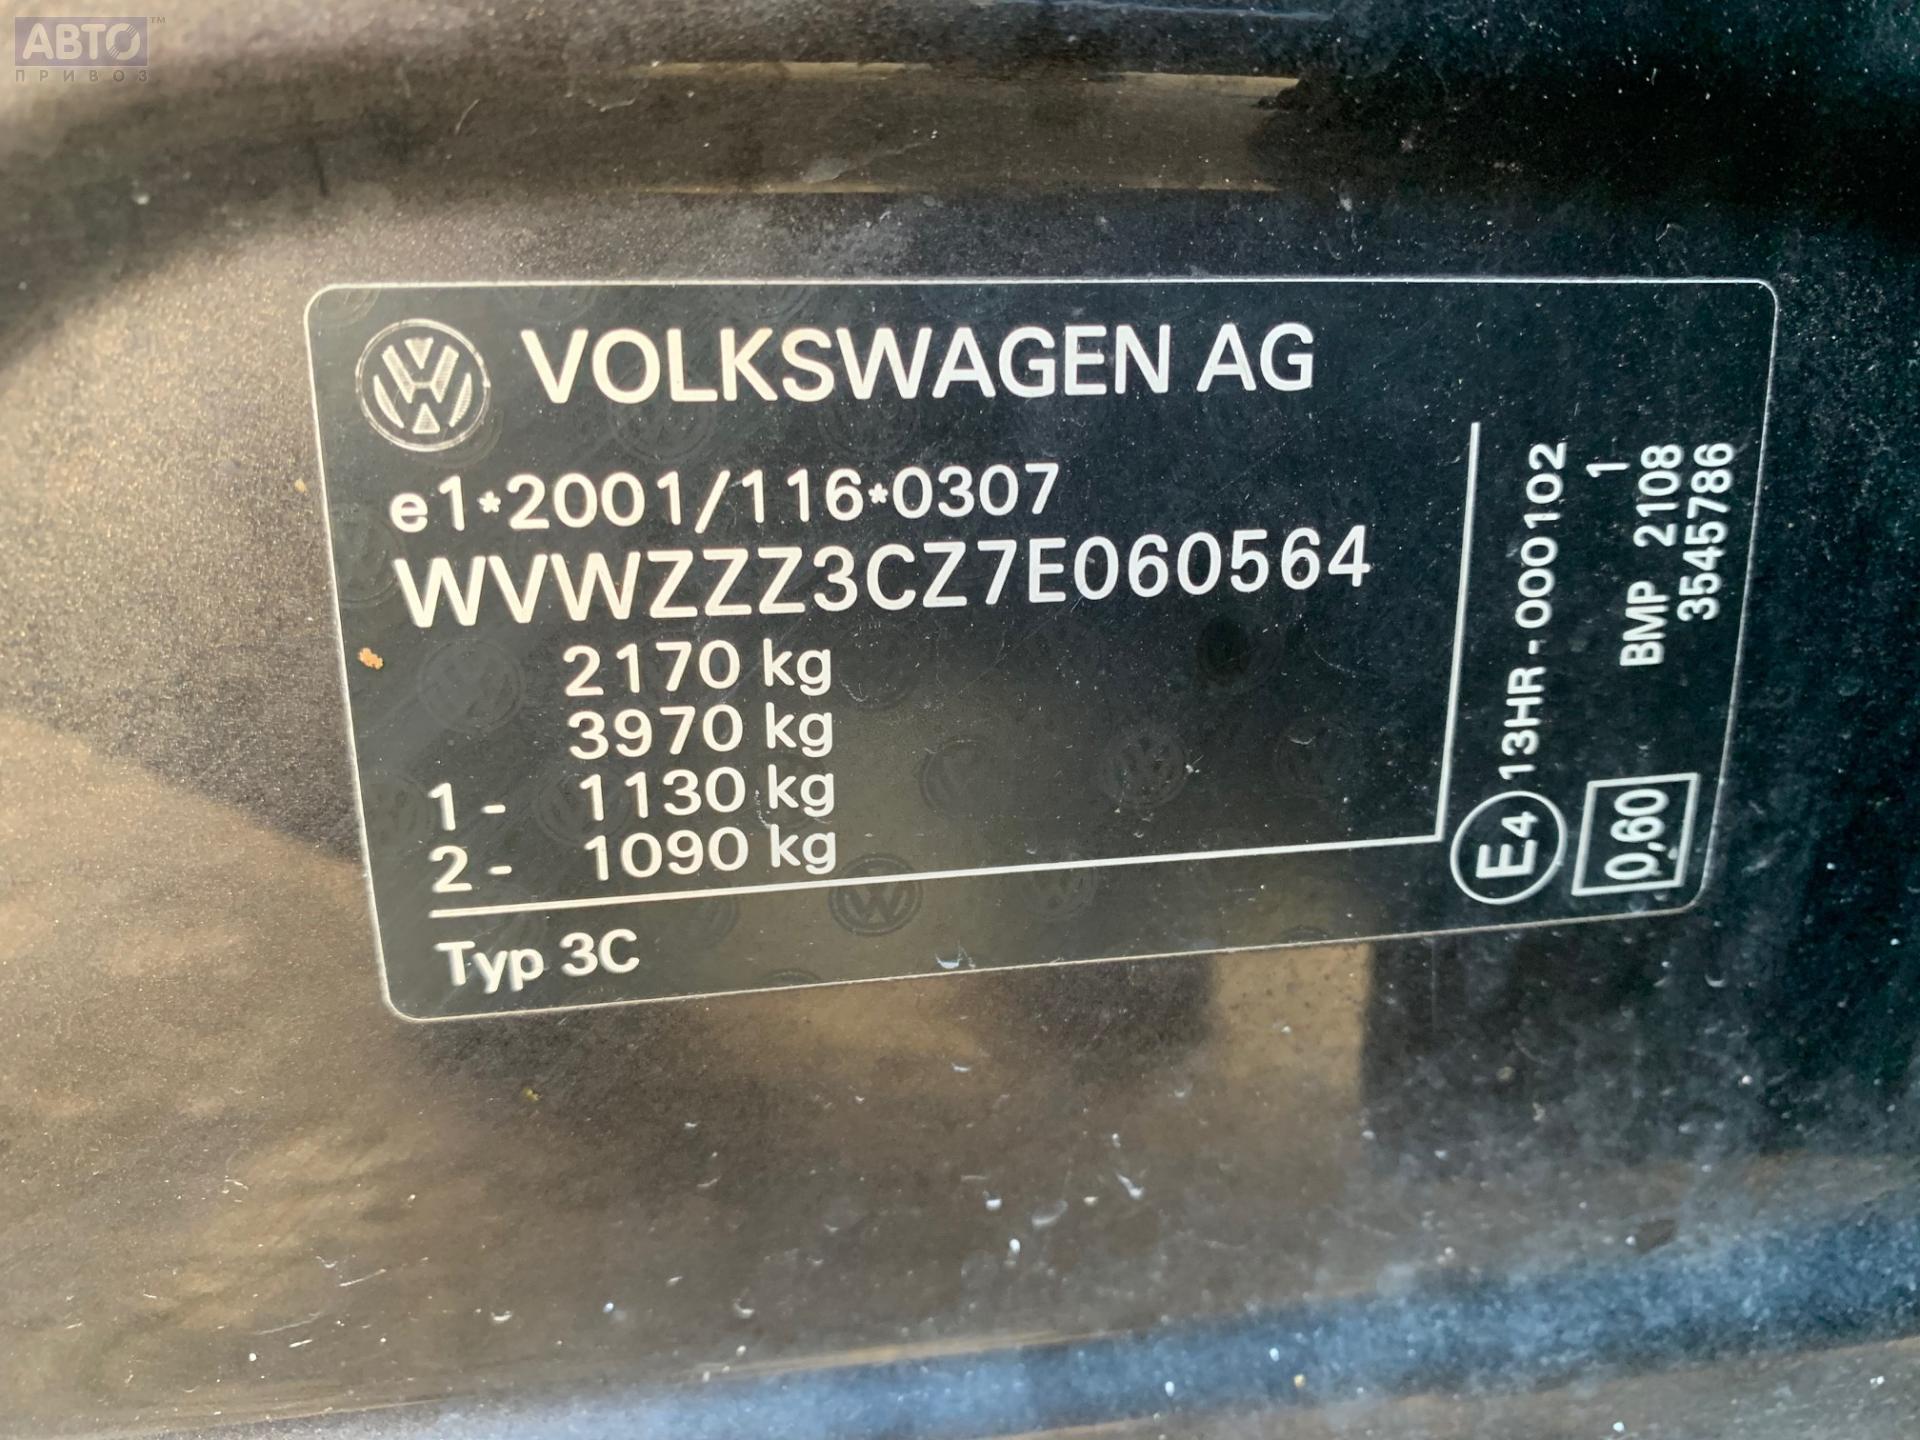 АВТО™
ПРИВОЗ
VOLKSWAGEN AG
e1*2001/116*0307
WVWZZZ3CZ7E060564
2170 kg
3970 kg
1- 1130 kg
2- 1090 kg
Typ 3C
E4 13HR-000102
1
BMP 2108
3545786
0,60